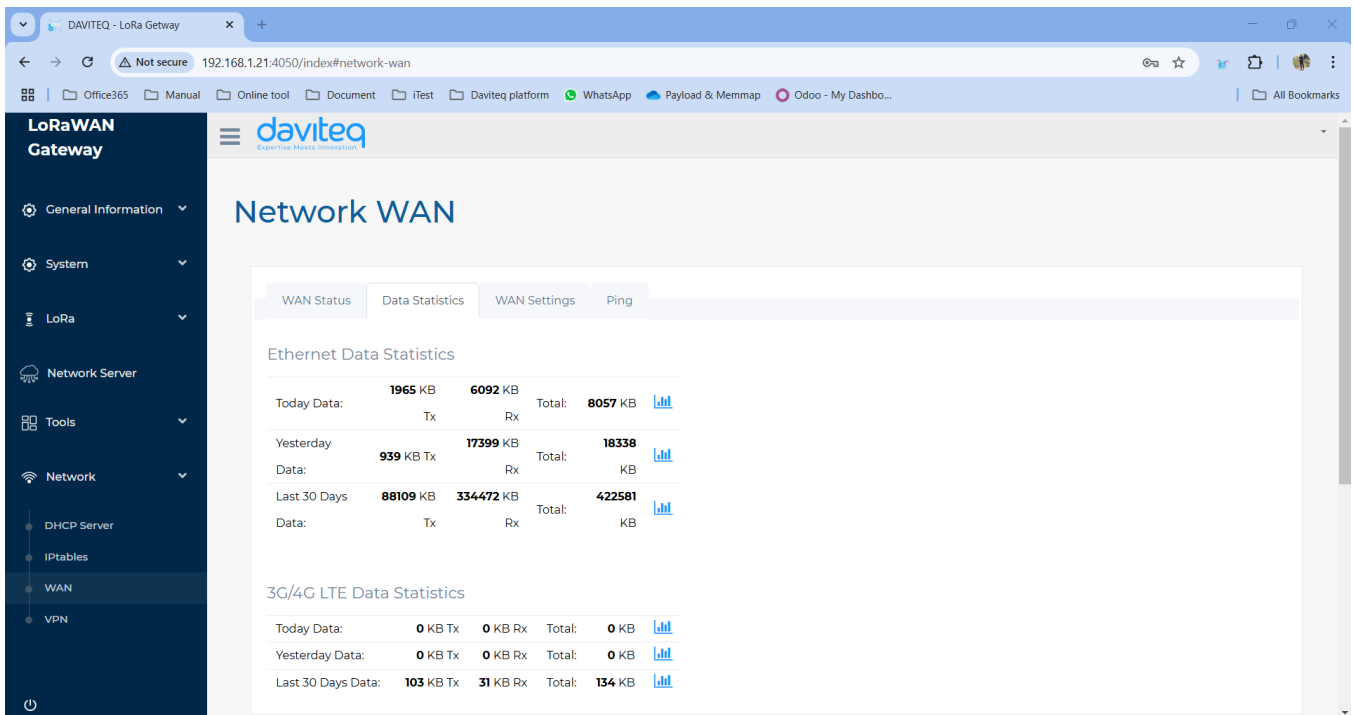 DAVITEQ - LoRa Getway
Not secure
192.168.1.21:4050/index#network-wan
Office365
Manual
Online tool
Document
iTest
Daviteq platform
WhatsApp
Payload & Memmap
Odoo - My Dashbo...
All Bookmarks
LoRaWAN
Gateway
daviteq
Expertise Meets Innovation.
General Information
System
LoRa
Network Server
Tools
Network
DHCP Server
IPtables
WAN
VPN
Network WAN
WAN Status Data Statistics WAN Settings Ping
Ethernet Data Statistics
Today Data: 1965 KB Tx 6092 KB Rx Total: 8057 KB
Yesterday Data: 939 KB Tx 17399 KB Rx Total: 18338 KB
Last 30 Days Data: 88109 KB Tx 334472 KB Rx Total: 422581 KB
3G/4G LTE Data Statistics
Today Data: 0 KB Tx 0 KB Rx Total: 0 KB
Yesterday Data: 0 KB Tx 0 KB Rx Total: 0 KB
Last 30 Days Data: 103 KB Tx 31 KB Rx Total: 134 KB